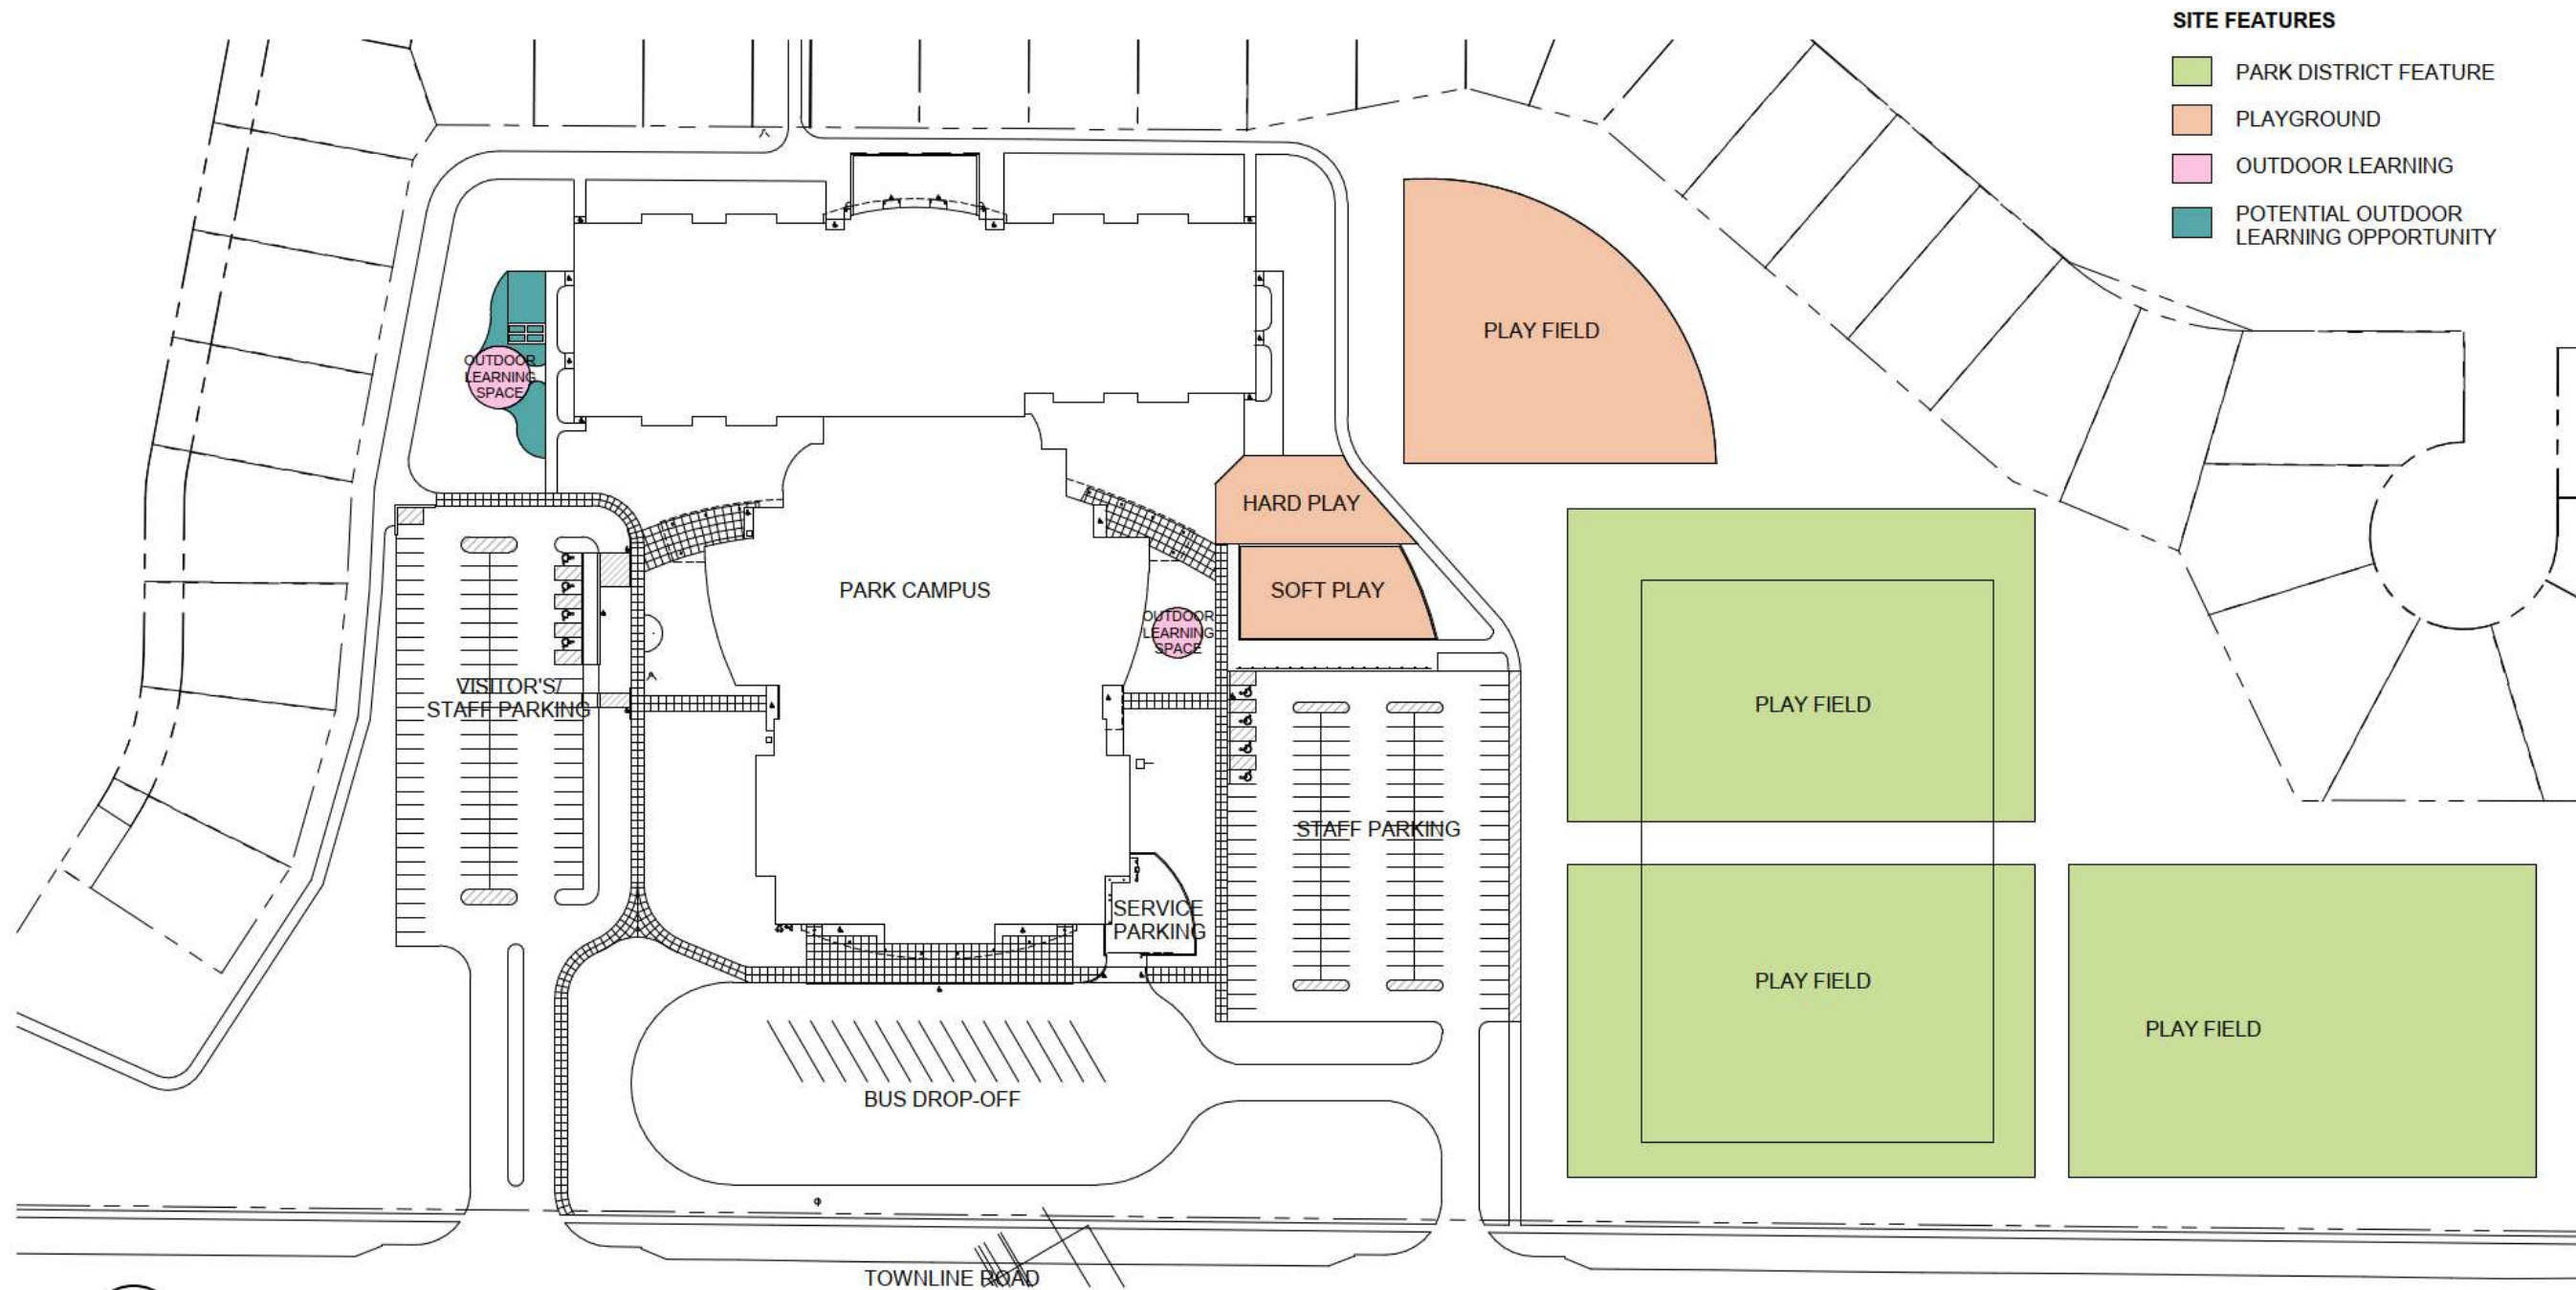 SITE FEATURES
PARK DISTRICT FEATURE
PLAYGROUND
OUTDOOR LEARNING
POTENTIAL OUTDOOR
LEARNING OPPORTUNITY
PLAY FIELD
OUTDOOR
LEARNING
SPACE
HARD PLAY
SOFT PLAY
PARK CAMPUS
OUTDOOR
LEARNING
SPACE
VISITOR'S/
STAFF PARKING
PLAY FIELD
STAFF PARKING
SERVICE
PARKING
PLAY FIELD
PLAY FIELD
BUS DROP-OFF
TOWNLINE ROAD